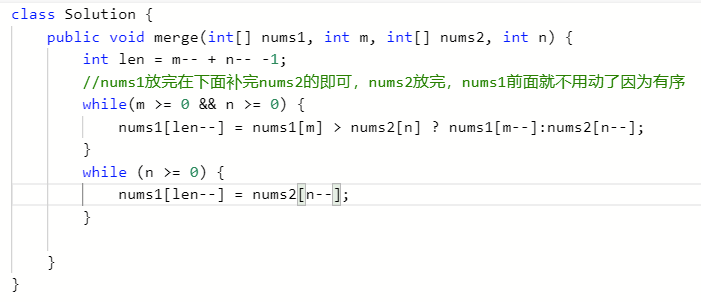 class Solution {
    public void merge(int[] nums1, int m, int[] nums2, int n) {
        int len = m-- + n-- -1;
        //nums1放完在下面补完nums2的即可，nums2放完，nums1前面就不用动了因为有序
        while(m >= 0 && n >= 0) {
            nums1[len--] = nums1[m] > nums2[n] ? nums1[m--]:nums2[n--];
        }
        while (n >= 0) {
            nums1[len--] = nums2[n--];
        }
    }
}